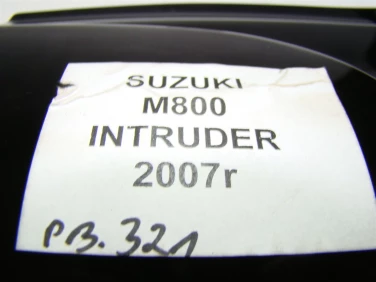 SUZUKI
M800
INTRUDER
2007r
PB.321